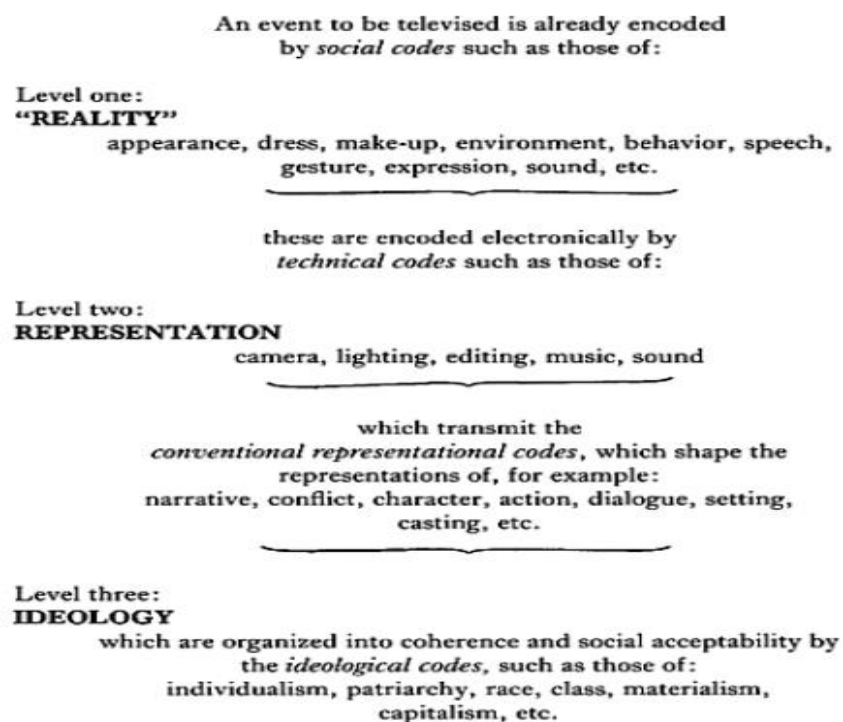 An event to be televised is already encoded
by social codes such as those of:
Level one:
“REALITY”
appearance, dress, make-up, environment, behavior, speech,
gesture, expression, sound, etc.
these are encoded electronically by
technical codes such as those of:
Level two:
REPRESENTATION
camera, lighting, editing, music, sound
which transmit the
conventional representational codes, which shape the
representations of, for example:
narrative, conflict, character, action, dialogue, setting,
casting, etc.
Level three:
IDEOLOGY
which are organized into coherence and social acceptability by
the ideological codes, such as those of:
individualism, patriarchy, race, class, materialism,
capitalism, etc.